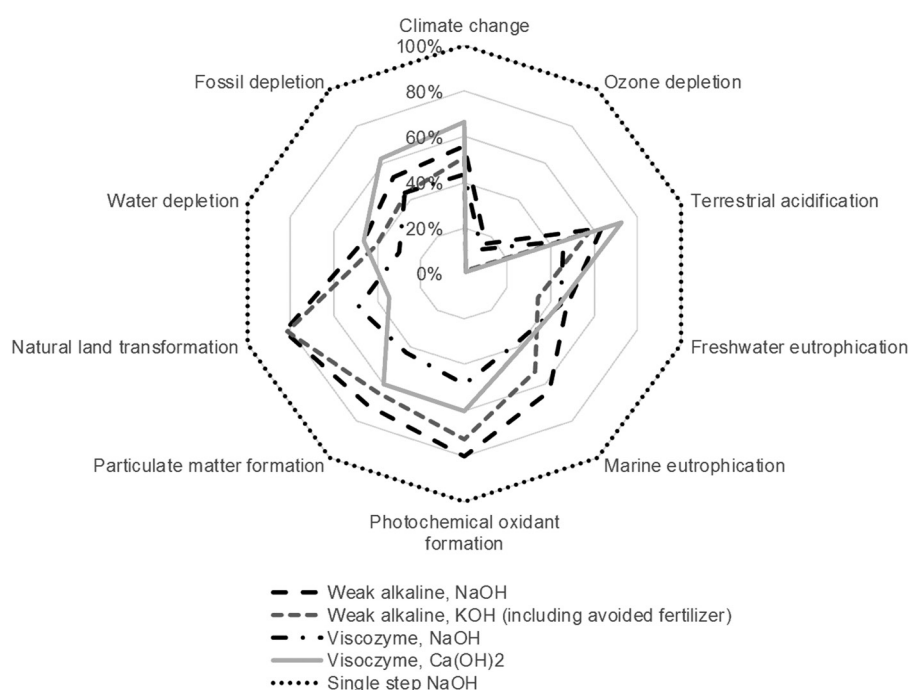 Climate change
100%
Fossil depletion
Ozone depletion
80%
60%
40%
Water depletion
Terrestrial acidification
20%
0%
Natural land transformation
Freshwater eutrophication
Particulate matter formation
Marine eutrophication
Photochemical oxidant
formation
Weak alkaline, NaOH
Weak alkaline, KOH (including avoided fertilizer)
Viscozyme, NaOH
Visoczyme, Ca(OH)2
Single step NaOH